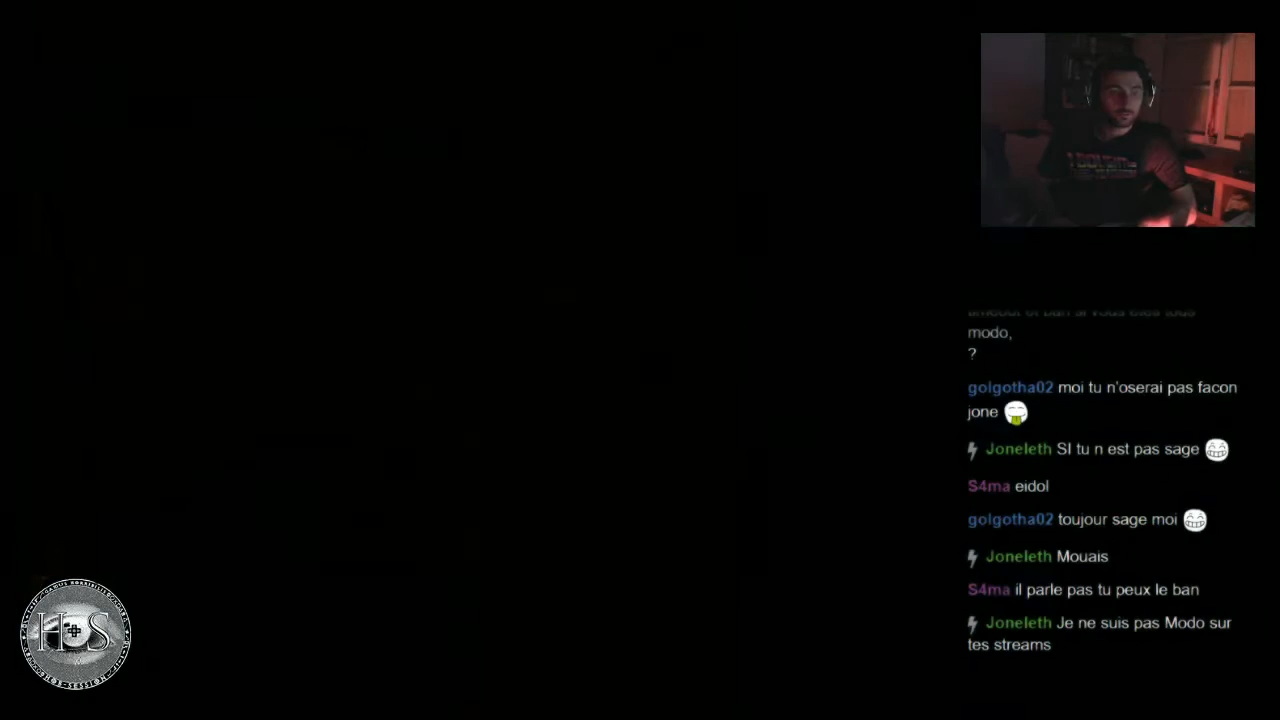 modo,
?
golgotha02 moi tu n'oserai pas facon
jone
Joneleth SI tu n est pas sage
S4ma eidol
golgotha02 toujour sage moi
Joneleth Mouais
S4ma il parle pas tu peux le ban
Joneleth Je ne suis pas Modo sur
tes streams
HS